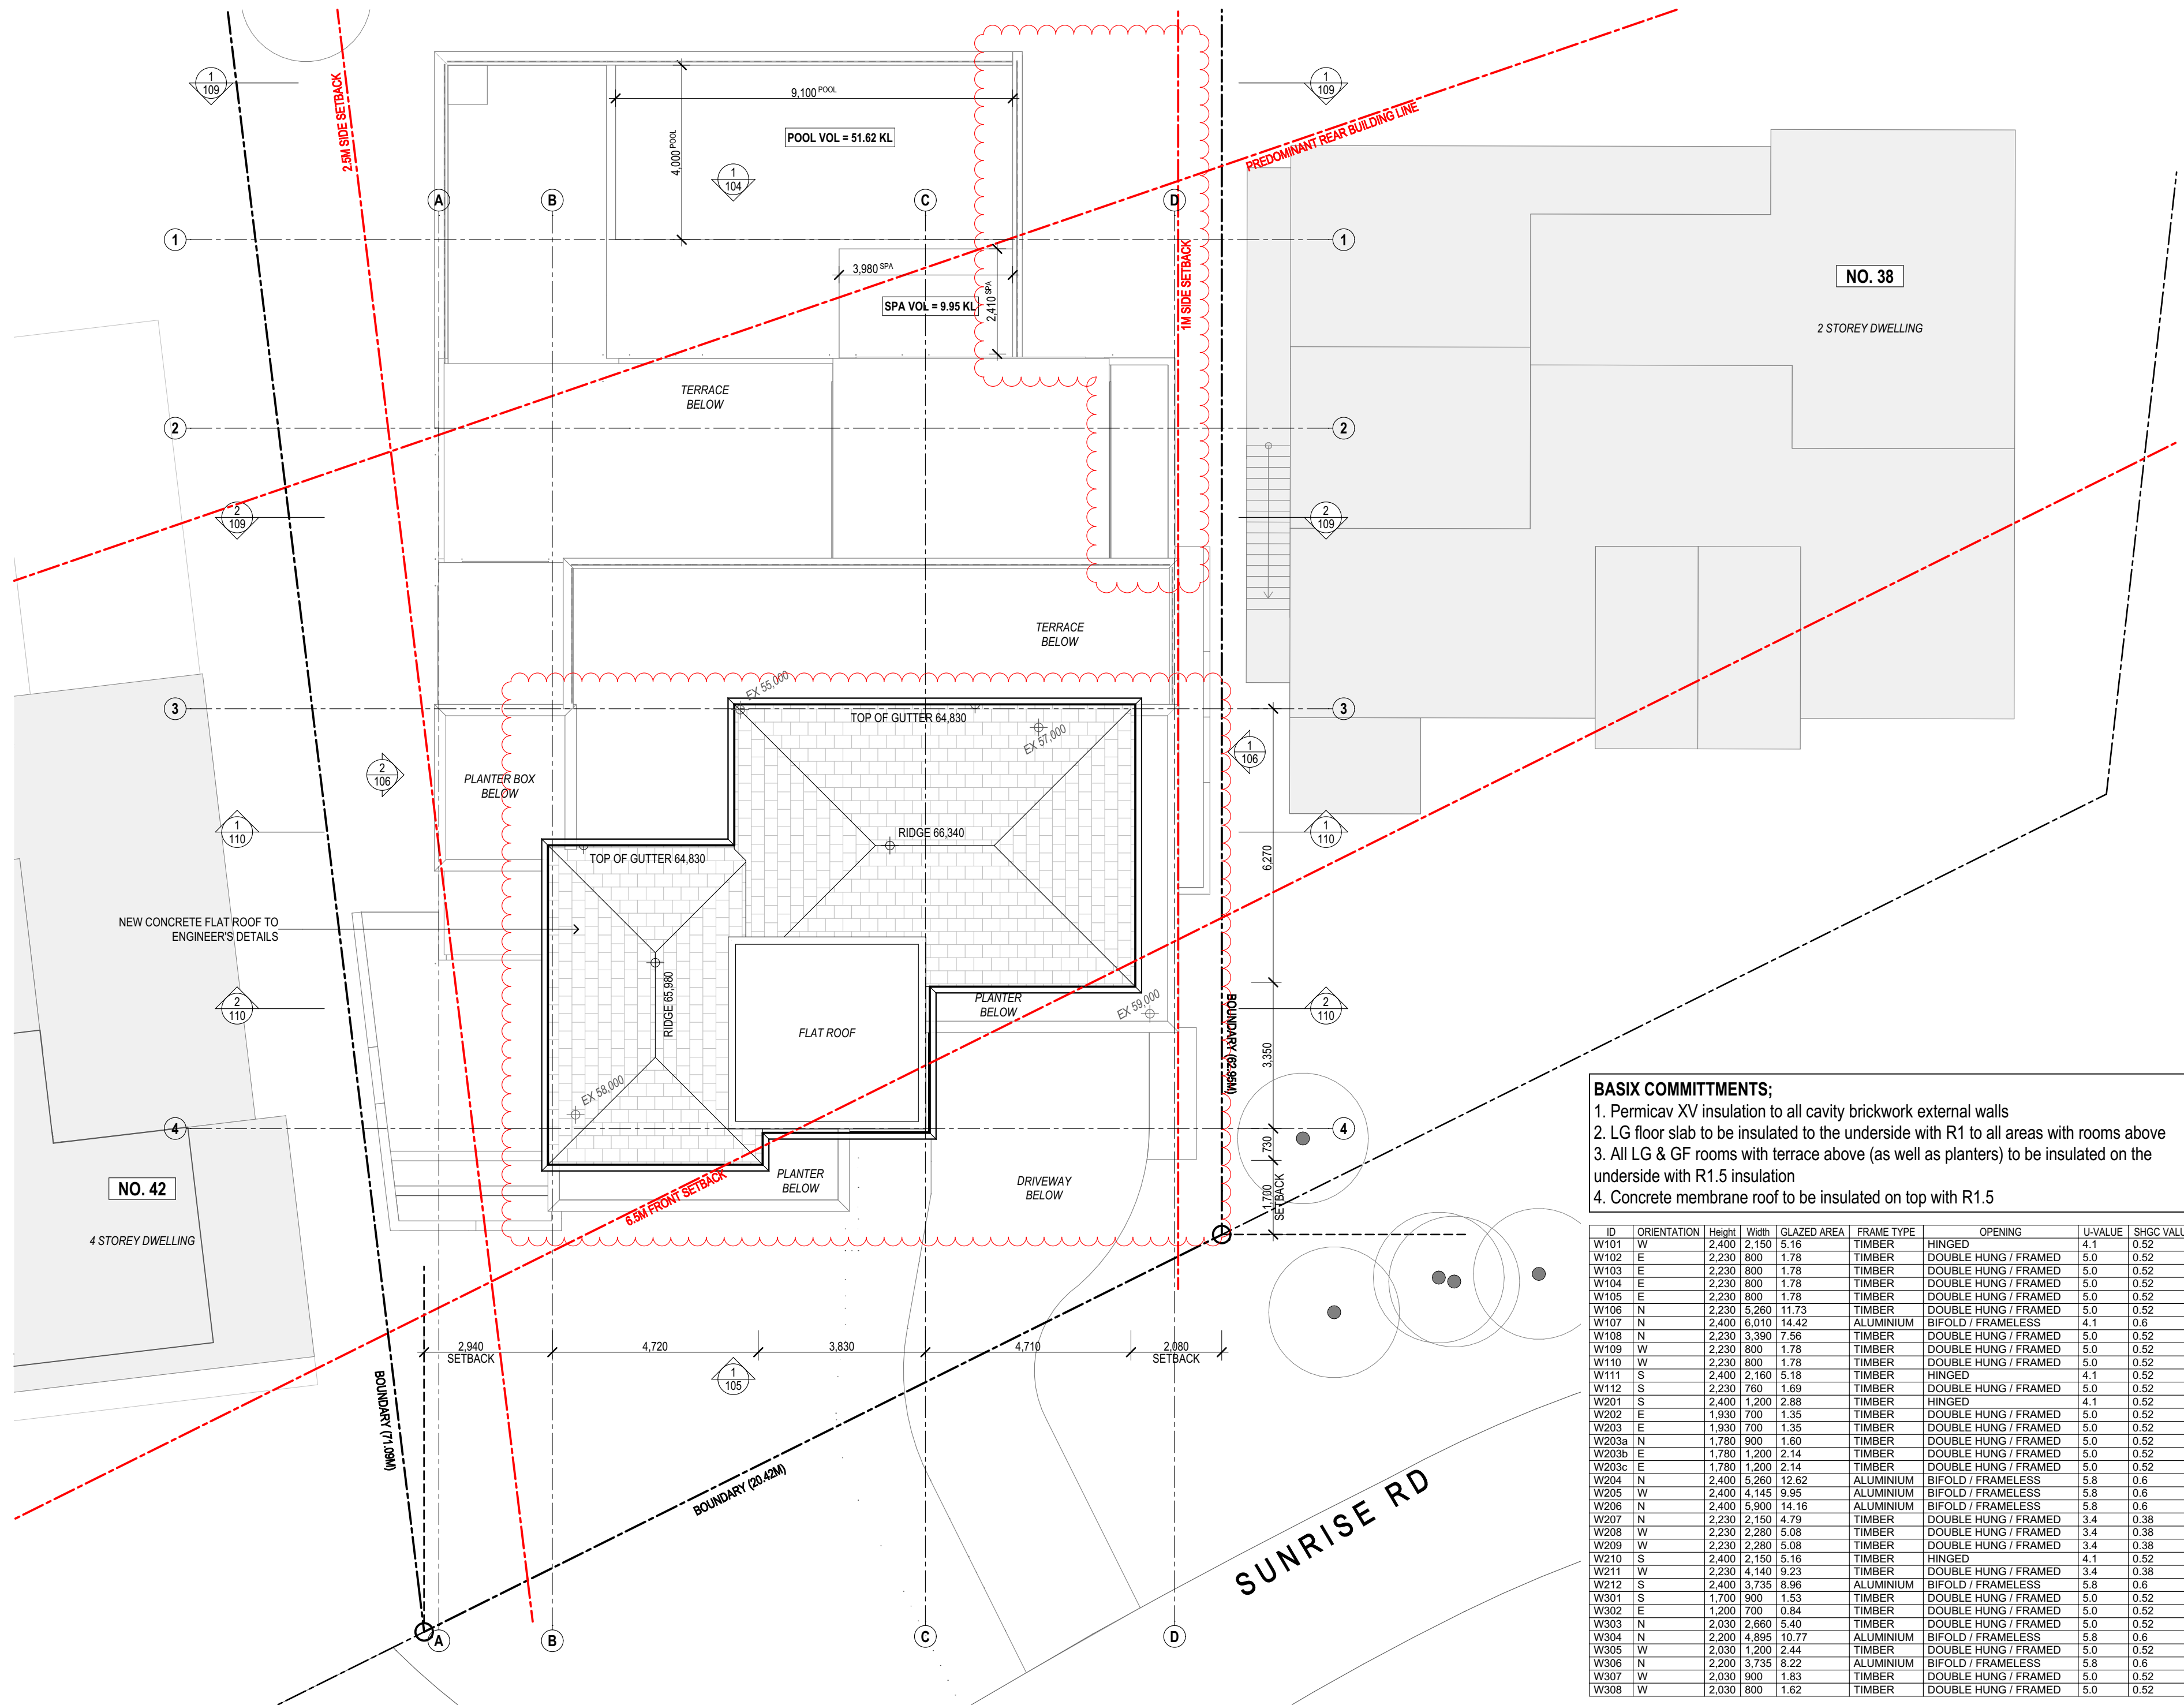 1
109
2.5M SIDE SETBACK
9,100 POOL
POOL VOL = 51.62 KL
4,000 POOL
1
104
1
109
PREDOMINANT REAR BUILDING LINE
A
B
C
D
1
1
3,980 SPA
SPA VOL = 9.95 KL
2,410 SPA
1M SIDE SETBACK
NO. 38
2 STOREY DWELLING
TERRACE
BELOW
2
2
2
109
2
109
TERRACE
BELOW
EX 55,000
3
TOP OF GUTTER 64,830
EX 57,000
3
2
106
PLANTER BOX
BELOW
1
106
1
110
RIDGE 66,340
1
110
TOP OF GUTTER 64,830
6,270
NEW CONCRETE FLAT ROOF TO
ENGINEER'S DETAILS
RIDGE 65,980
2
110
FLAT ROOF
PLANTER
BELOW
EX 59,000
2
110
BOUNDARY (62.95M)
3,350
EX 58,000
4
4
730
1,700
SETBACK
NO. 42
4 STOREY DWELLING
6.5M FRONT SETBACK
PLANTER
BELOW
DRIVEWAY
BELOW
2,940
SETBACK
4,720
3,830
4,710
2,080
SETBACK
1
105
BOUNDARY (71.09M)
BOUNDARY (20.42M)
SUNRISE RD
A
B
C
D
BASIX COMMITTMENTS;
1. Permicav XV insulation to all cavity brickwork external walls
2. LG floor slab to be insulated to the underside with R1 to all areas with rooms above
3. All LG & GF rooms with terrace above (as well as planters) to be insulated on the
underside with R1.5 insulation
4. Concrete membrane roof to be insulated on top with R1.5
ID ORIENTATION Height Width GLAZED AREA FRAME TYPE OPENING U-VALUE SHGC VALU
W101 W 2,400 2,150 5.16 TIMBER HINGED 4.1 0.52
W102 E 2,230 800 1.78 TIMBER DOUBLE HUNG / FRAMED 5.0 0.52
W103 E 2,230 800 1.78 TIMBER DOUBLE HUNG / FRAMED 5.0 0.52
W104 E 2,230 800 1.78 TIMBER DOUBLE HUNG / FRAMED 5.0 0.52
W105 E 2,230 800 1.78 TIMBER DOUBLE HUNG / FRAMED 5.0 0.52
W106 N 2,230 5,260 11.73 TIMBER DOUBLE HUNG / FRAMED 5.0 0.52
W107 N 2,400 6,010 14.42 ALUMINIUM BIFOLD / FRAMELESS 4.1 0.6
W108 N 2,230 3,390 7.56 TIMBER DOUBLE HUNG / FRAMED 5.0 0.52
W109 W 2,230 800 1.78 TIMBER DOUBLE HUNG / FRAMED 5.0 0.52
W110 W 2,230 800 1.78 TIMBER DOUBLE HUNG / FRAMED 5.0 0.52
W111 S 2,400 2,160 5.18 TIMBER HINGED 4.1 0.52
W112 S 2,230 760 1.69 TIMBER DOUBLE HUNG / FRAMED 5.0 0.52
W201 S 2,400 1,200 2.88 TIMBER HINGED 4.1 0.52
W202 E 1,930 700 1.35 TIMBER DOUBLE HUNG / FRAMED 5.0 0.52
W203 E 1,930 700 1.35 TIMBER DOUBLE HUNG / FRAMED 5.0 0.52
W203a N 1,780 900 1.60 TIMBER DOUBLE HUNG / FRAMED 5.0 0.52
W203b E 1,780 1,200 2.14 TIMBER DOUBLE HUNG / FRAMED 5.0 0.52
W203c E 1,780 1,200 2.14 TIMBER DOUBLE HUNG / FRAMED 5.0 0.52
W204 N 2,400 5,260 12.62 ALUMINIUM BIFOLD / FRAMELESS 5.8 0.6
W205 W 2,400 4,145 9.95 ALUMINIUM BIFOLD / FRAMELESS 5.8 0.6
W206 N 2,400 5,900 14.16 ALUMINIUM BIFOLD / FRAMELESS 5.8 0.6
W207 N 2,230 2,150 4.79 TIMBER DOUBLE HUNG / FRAMED 3.4 0.38
W208 W 2,230 2,280 5.08 TIMBER DOUBLE HUNG / FRAMED 3.4 0.38
W209 W 2,230 2,280 5.08 TIMBER DOUBLE HUNG / FRAMED 3.4 0.38
W210 S 2,400 2,150 5.16 TIMBER HINGED 4.1 0.52
W211 W 2,230 4,140 9.23 TIMBER DOUBLE HUNG / FRAMED 3.4 0.38
W212 S 2,400 3,735 8.96 ALUMINIUM BIFOLD / FRAMELESS 5.8 0.6
W301 S 1,700 900 1.53 TIMBER DOUBLE HUNG / FRAMED 5.0 0.52
W302 E 1,200 700 0.84 TIMBER DOUBLE HUNG / FRAMED 5.0 0.52
W303 N 2,030 2,660 5.40 TIMBER DOUBLE HUNG / FRAMED 5.0 0.52
W304 N 2,200 4,895 10.77 ALUMINIUM BIFOLD / FRAMELESS 5.8 0.6
W305 W 2,030 1,200 2.44 TIMBER DOUBLE HUNG / FRAMED 5.0 0.52
W306 N 2,200 3,735 8.22 ALUMINIUM BIFOLD / FRAMELESS 5.8 0.6
W307 W 2,030 900 1.83 TIMBER DOUBLE HUNG / FRAMED 5.0 0.52
W308 W 2,030 800 1.62 TIMBER DOUBLE HUNG / FRAMED 5.0 0.52